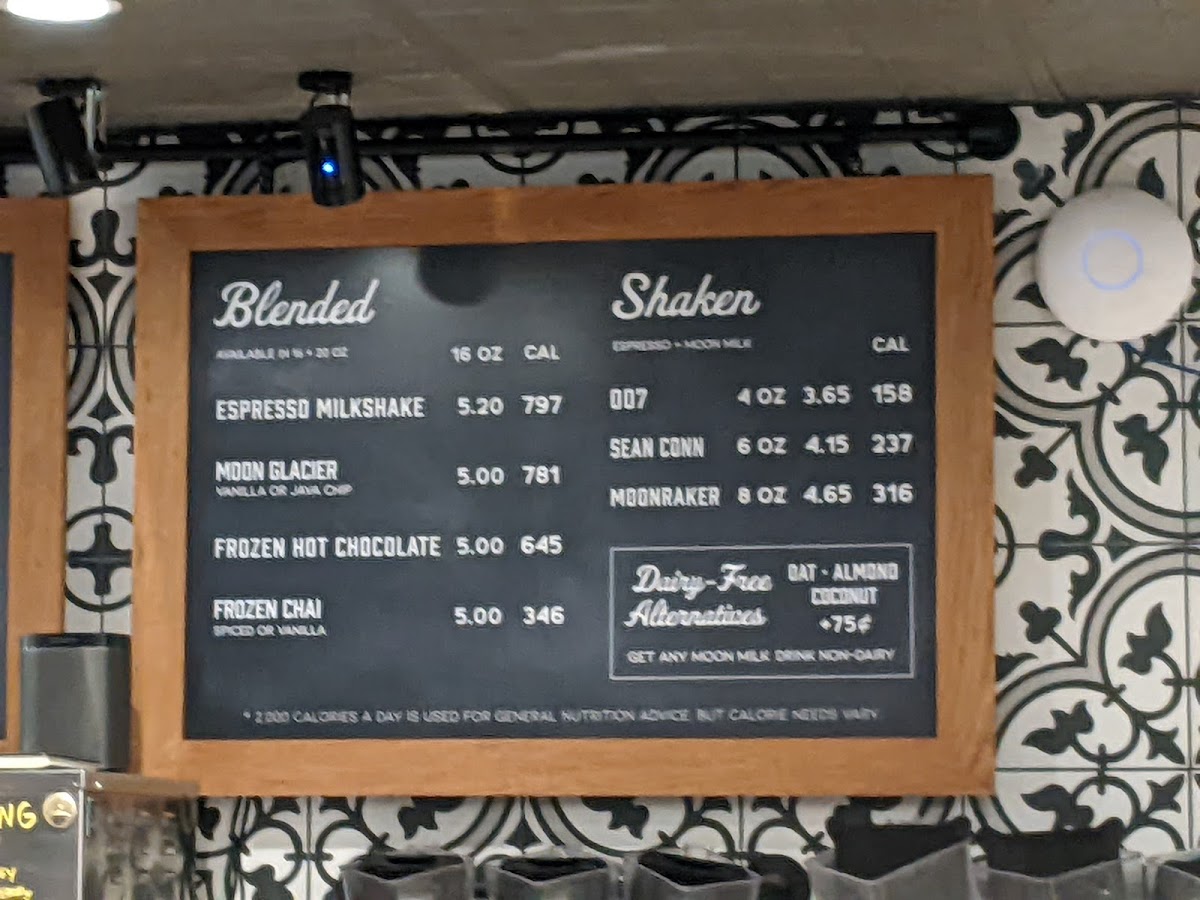 Blended
AVAILABLE IN 16 + 20 OZ
16 OZ CAL
ESPRESSO MILKSHAKE 5.20 797
MOON GLACIER 5.00 781
VANILLA OR JAVA CHIP
FROZEN HOT CHOCOLATE 5.00 645
FROZEN CHAI 5.00 346
SPICED OR VANILLA
Shaken
ESPRESSO + MOON MILK
CAL
007 4 OZ 3.65 158
SEAN CONN 6 OZ 4.15 237
MOONRAKER 8 OZ 4.65 316
Dairy-Free
Alternatives
OAT - ALMOND
COCONUT
+75¢
GET ANY MOON MILK DRINK NON-DAIRY
* 2,000 CALORIES A DAY IS USED FOR GENERAL NUTRITION ADVICE, BUT CALORIE NEEDS VARY
NG